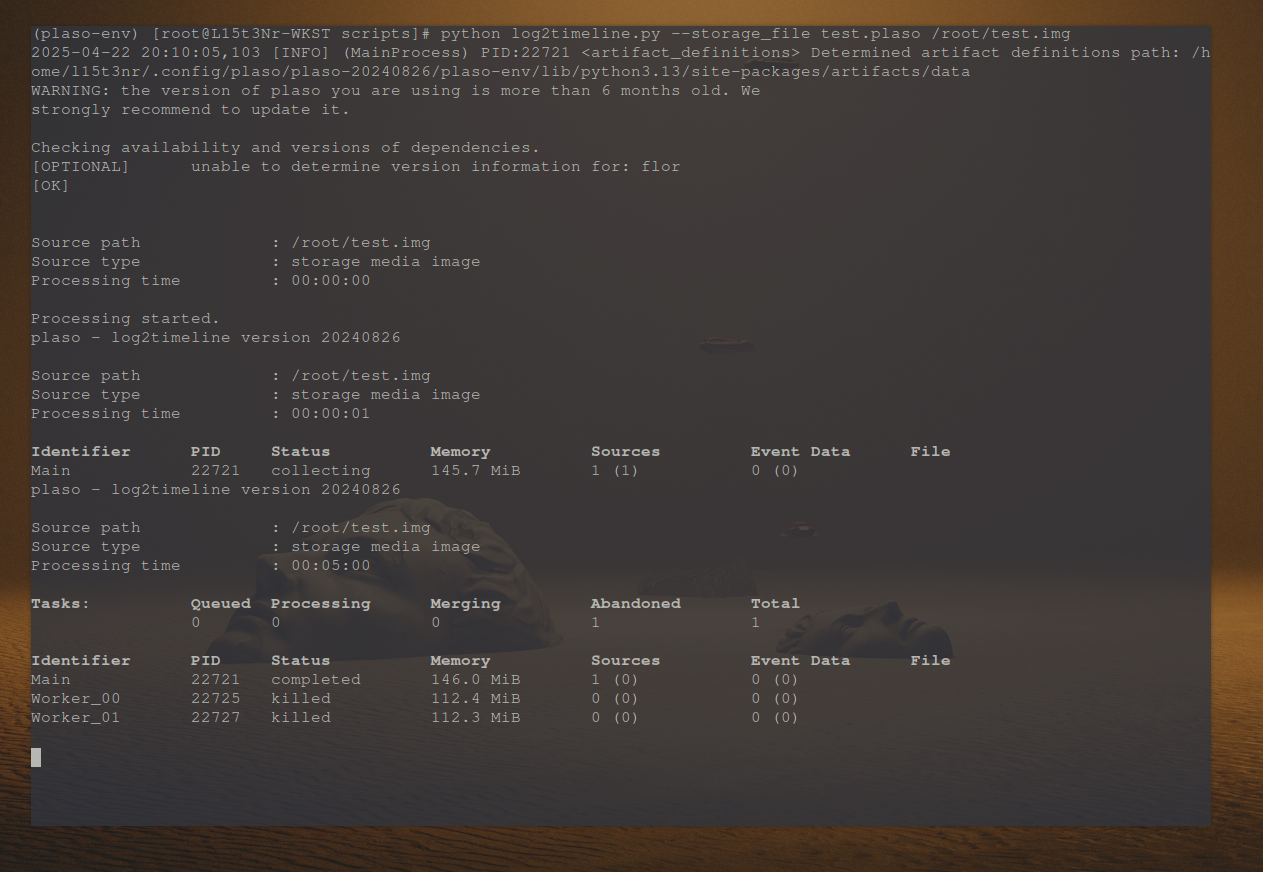 (plaso-env) [root@L15t3Nr-WKST scripts]# python log2timeline.py --storage_file test.plaso /root/test.img
2025-04-22 20:10:05,103 [INFO] (MainProcess) PID:22721 <artifact_definitions> Determined artifact definitions path: /h
ome/l15t3nr/.config/plaso/plaso-20240826/plaso-env/lib/python3.13/site-packages/artifacts/data
WARNING: the version of plaso you are using is more than 6 months old. We
strongly recommend to update it.
Checking availability and versions of dependencies.
[OPTIONAL] unable to determine version information for: flor
[OK]
Source path : /root/test.img
Source type : storage media image
Processing time : 00:00:00
Processing started.
plaso - log2timeline version 20240826
Source path : /root/test.img
Source type : storage media image
Processing time : 00:00:01
Identifier PID Status Memory Sources Event Data File
Main 22721 collecting 145.7 MiB 1 (1) 0 (0)
plaso - log2timeline version 20240826
Source path : /root/test.img
Source type : storage media image
Processing time : 00:05:00
Tasks: Queued Processing Merging Abandoned Total
0 0 0 1 1
Identifier PID Status Memory Sources Event Data File
Main 22721 completed 146.0 MiB 1 (0) 0 (0)
Worker_00 22725 killed 112.4 MiB 0 (0) 0 (0)
Worker_01 22727 killed 112.3 MiB 0 (0) 0 (0)